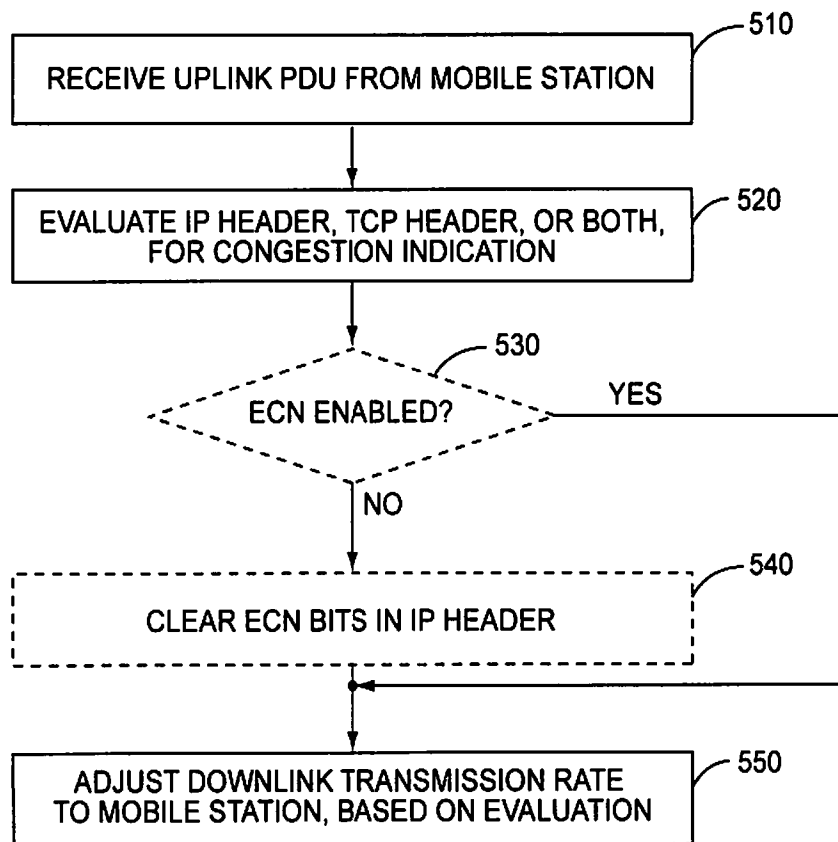 510
RECEIVE UPLINK PDU FROM MOBILE STATION
520
EVALUATE IP HEADER, TCP HEADER, OR BOTH,
FOR CONGESTION INDICATION
530
ECN ENABLED?
YES
NO
540
CLEAR ECN BITS IN IP HEADER
550
ADJUST DOWNLINK TRANSMISSION RATE
TO MOBILE STATION, BASED ON EVALUATION